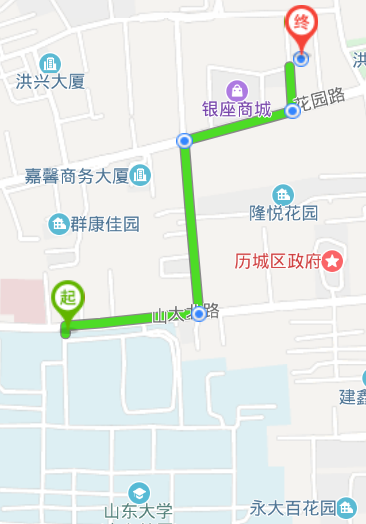 终
洪兴大厦
银座商城
花园路
嘉馨商务大厦
隆悦花园
群康佳园
历城区政府
起
山大北路
山东大学
永大百花园